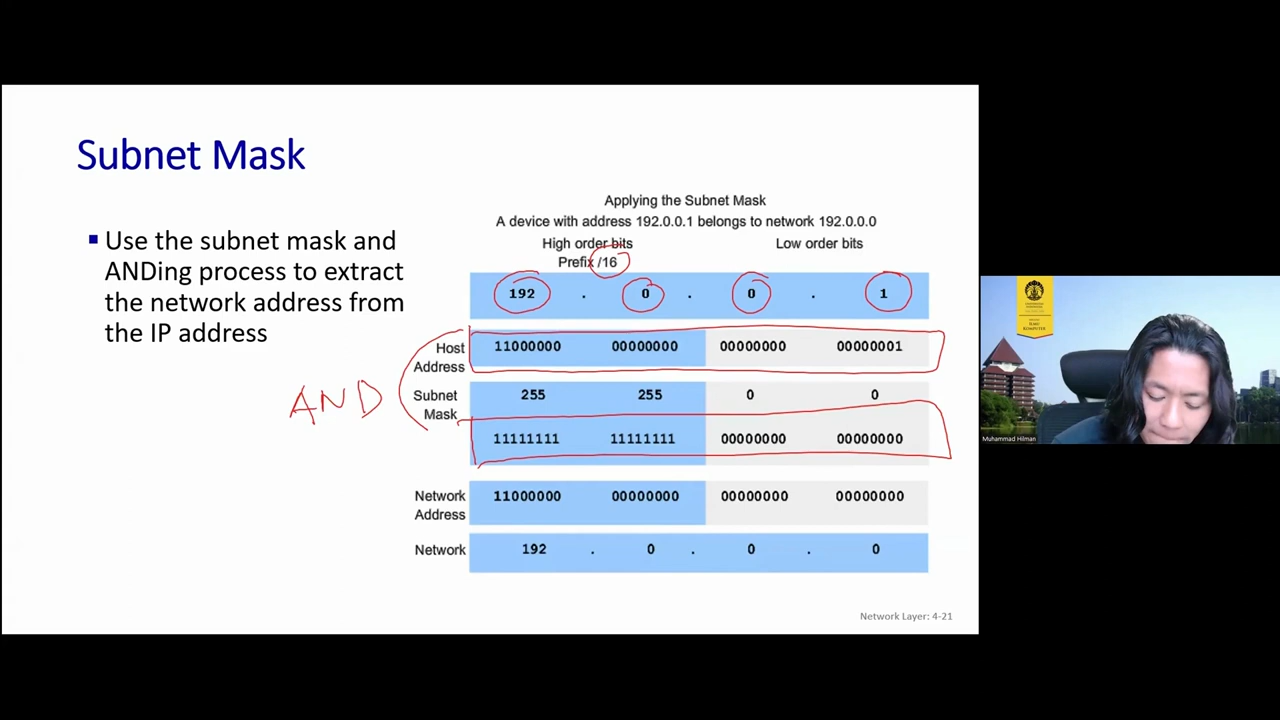 Subnet Mask
▪ Use the subnet mask and
ANDing process to extract
the network address from
the IP address
Applying the Subnet Mask
A device with address 192.0.0.1 belongs to network 192.0.0.0
High order bits Low order bits
Prefix /16
192 . 0 . 0 . 1
Host Address 11000000 00000000 00000000 00000001
AND
Subnet Mask 255 255 0 0
11111111 11111111 00000000 00000000
Network Address 11000000 00000000 00000000 00000000
Network 192 . 0 . 0 . 0
Network Layer: 4-21
ILMU
KOMPUTER
Muhammad Hilman